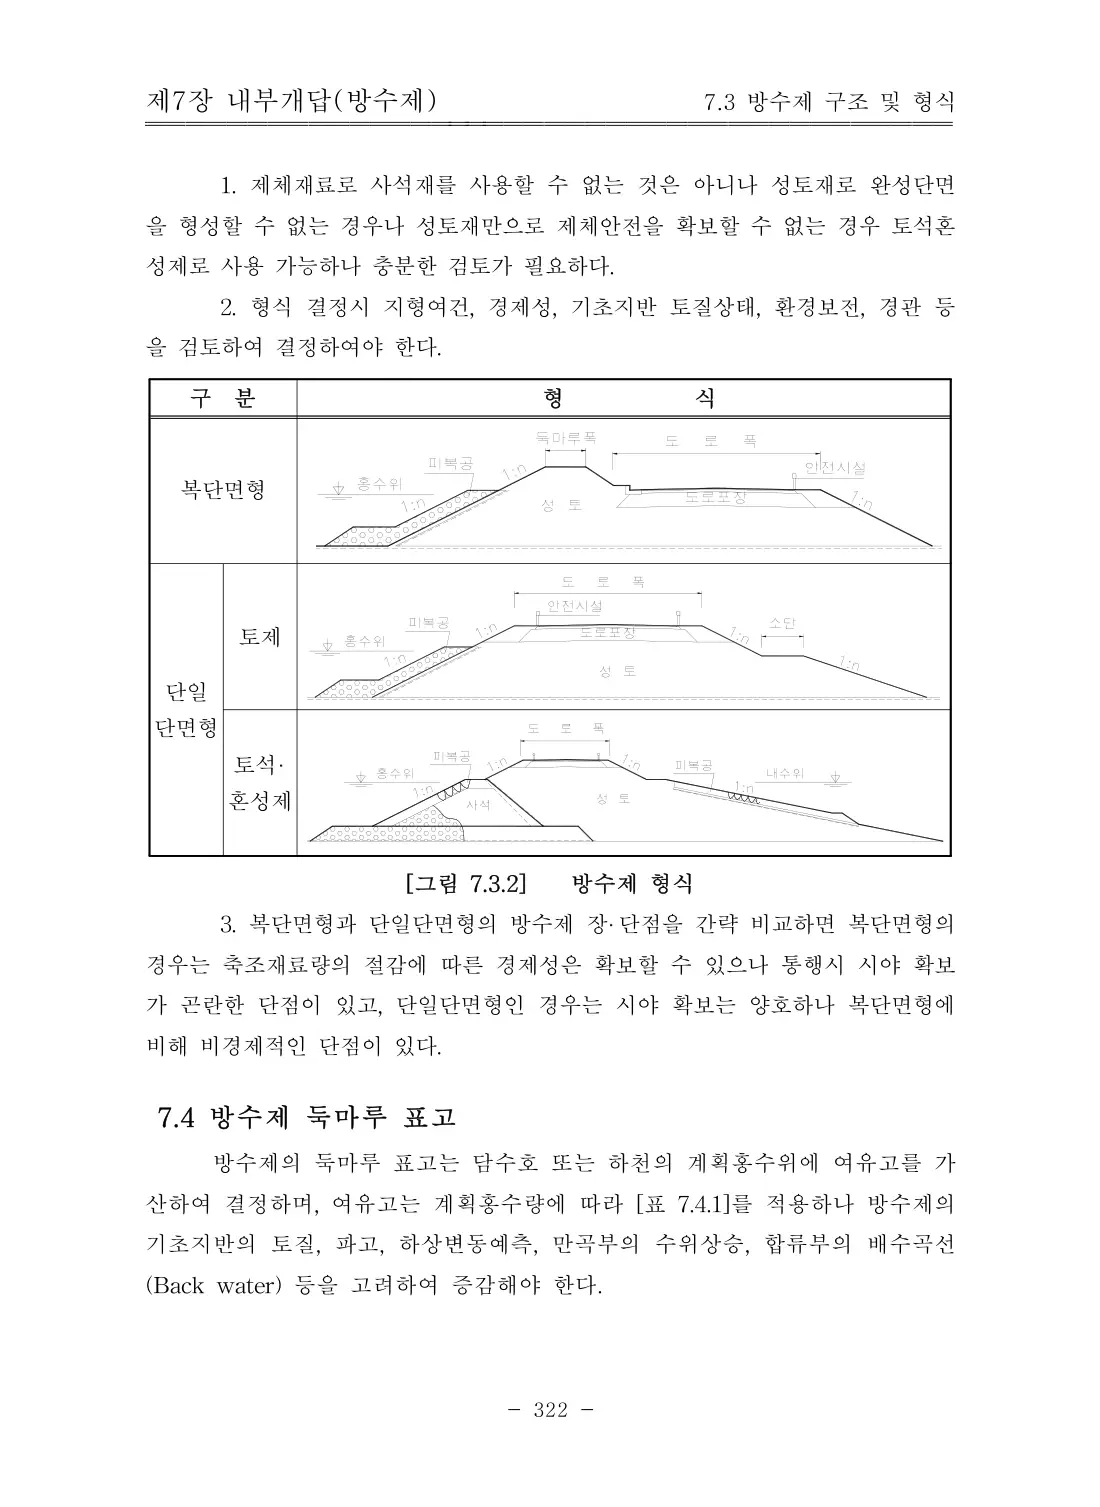 제7장 내부개답(방수제) 7.3 방수제 구조 및 형식
1. 제체재료로 사석재를 사용할 수 없는 것은 아니나 성토재로 완성단면
을 형성할 수 없는 경우나 성토재만으로 제체안전을 확보할 수 없는 경우 토석혼
성제로 사용 가능하나 충분한 검토가 필요하다.
2. 형식 결정시 지형여건, 경제성, 기초지반 토질상태, 환경보전, 경관 등
을 검토하여 결정하여야 한다.
구 분 형 식
둑마루폭 도 로 폭
피복공 1:n 안전시설
홍수위 1:n 성 토 도로포장 1:n
복단면형
도 로 폭
안전시설
피복공 1:n 도로포장 1:n 소단
홍수위 1:n 성 토 1:n
토제
단일
단면형
도 로 폭
피복공 1:n 1:n 피복공 내수위
홍수위 1:n 사석 성 토 1:n
토석·
혼성제
[그림 7.3.2] 방수제 형식
3. 복단면형과 단일단면형의 방수제 장·단점을 간략 비교하면 복단면형의
경우는 축조재료량의 절감에 따른 경제성은 확보할 수 있으나 통행시 시야 확보
가 곤란한 단점이 있고, 단일단면형인 경우는 시야 확보는 양호하나 복단면형에
비해 비경제적인 단점이 있다.
7.4 방수제 둑마루 표고
방수제의 둑마루 표고는 담수호 또는 하천의 계획홍수위에 여유고를 가
산하여 결정하며, 여유고는 계획홍수량에 따라 [표 7.4.1]를 적용하나 방수제의
기초지반의 토질, 파고, 하상변동예측, 만곡부의 수위상승, 합류부의 배수곡선
(Back water) 등을 고려하여 증감해야 한다.
- 322 -